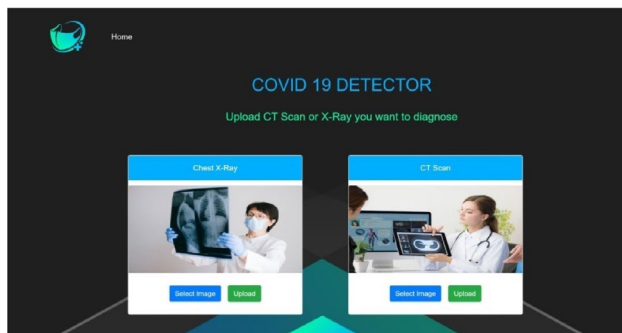 Home
COVID 19 DETECTOR
Upload CT Scan or X-Ray you want to diagnose
Chest X-Ray
CT Scan
Select Image
Upload
Select Image
Upload